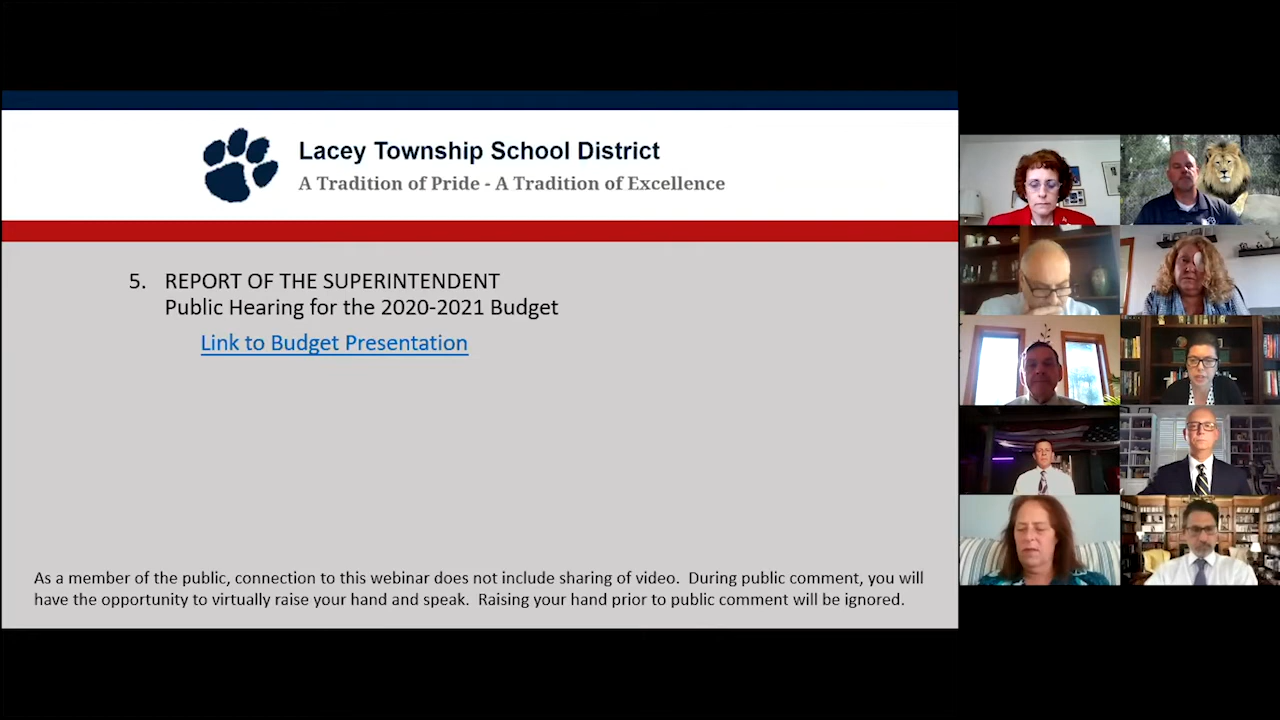 Lacey Township School District
A Tradition of Pride - A Tradition of Excellence
5. REPORT OF THE SUPERINTENDENT
Public Hearing for the 2020-2021 Budget
Link to Budget Presentation
As a member of the public, connection to this webinar does not include sharing of video. During public comment, you will
have the opportunity to virtually raise your hand and speak. Raising your hand prior to public comment will be ignored.